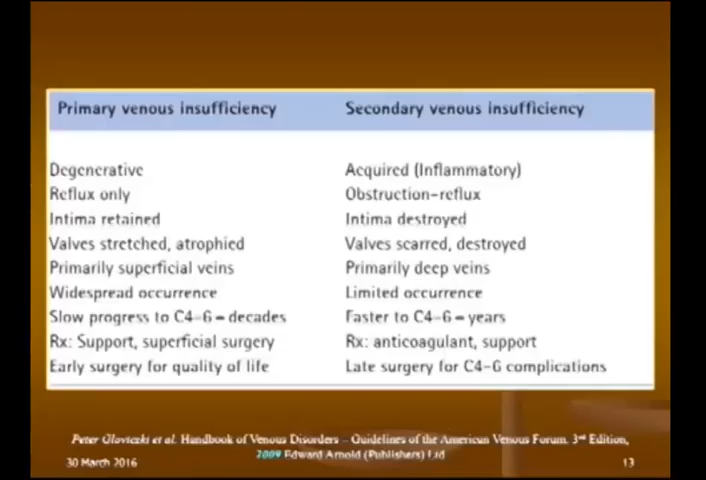 Primary venous insufficiency Secondary venous insufficiency
Degenerative Acquired (Inflammatory)
Reflux only Obstruction-reflux
Intima retained Intima destroyed
Valves stretched, atrophied Valves scarred, destroyed
Primarily superficial veins Primarily deep veins
Widespread occurrence Limited occurrence
Slow progress to C4-6 = decades Faster to C4-6 = years
Rx: Support, superficial surgery Rx: anticoagulant, support
Early surgery for quality of life Late surgery for C4-6 complications
Peter Gloviczki et al. Handbook of Venous Disorders – Guidelines of the American Venous Forum. 3rd Edition,
2009 Edward Arnold (Publishers) Ltd
30 March 2016 13